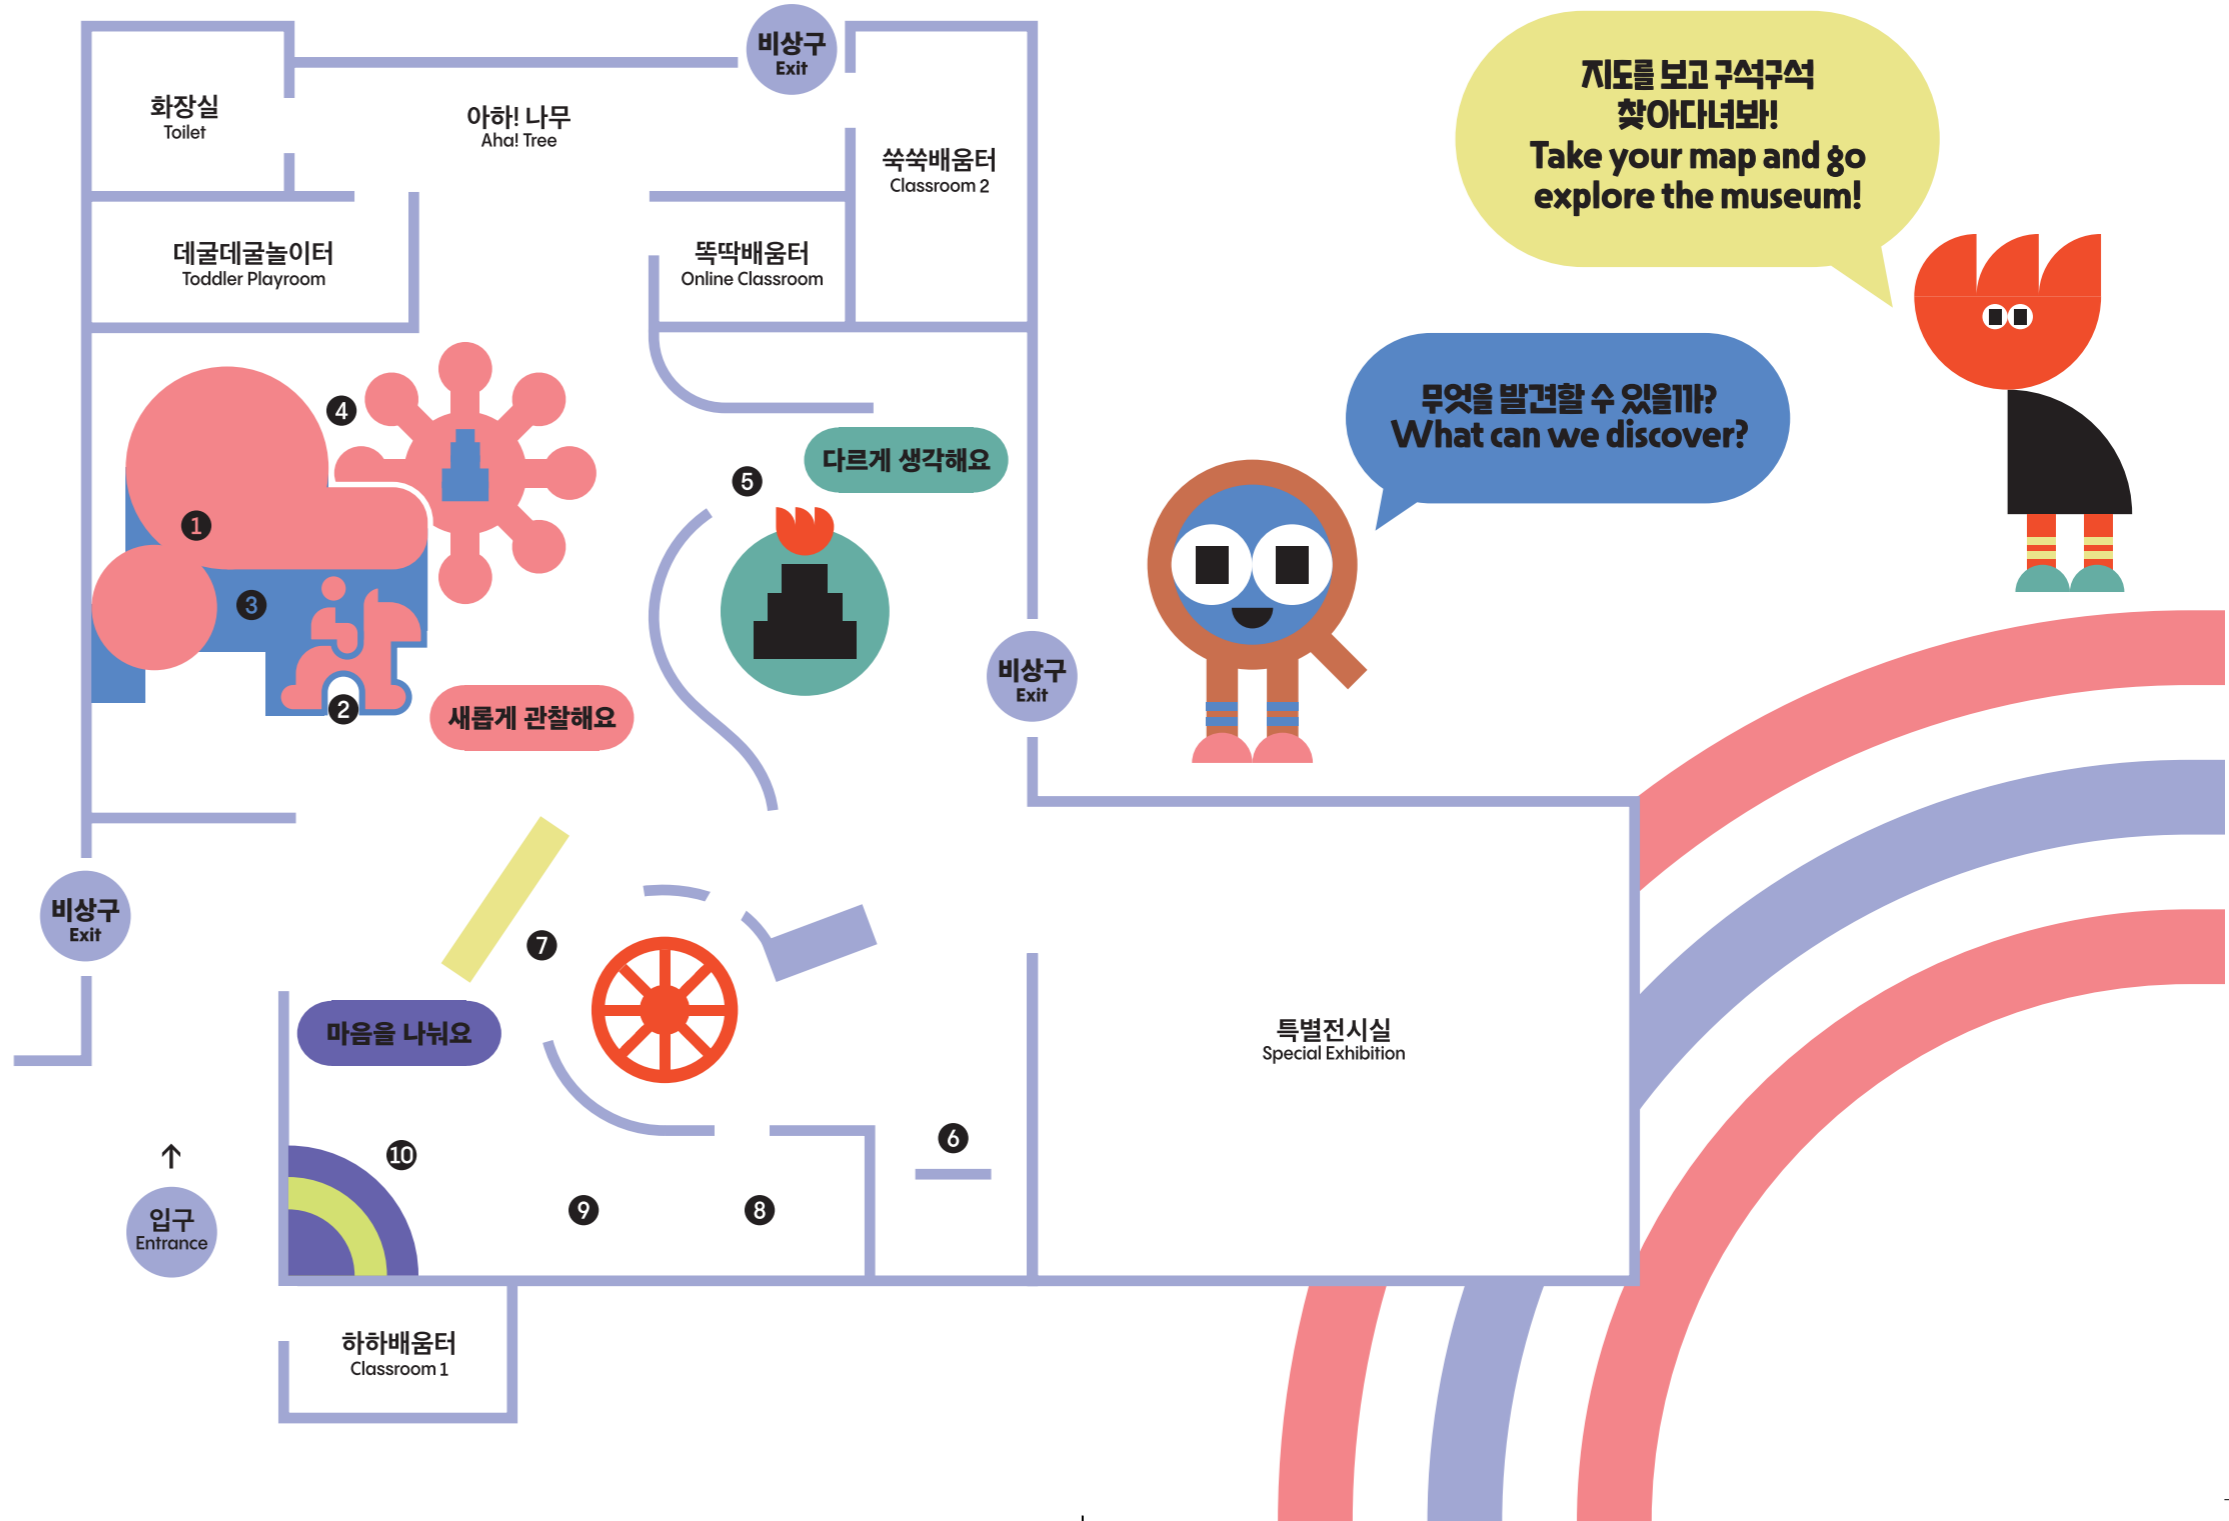 비상구
Exit
화장실
Toilet
아하! 나무
Aha! Tree
쑥쑥배움터
Classroom 2
데굴데굴놀이터
Toddler Playroom
똑딱배움터
Online Classroom
4
1
3
2
새롭게 관찰해요
5
다르게 생각해요
비상구
Exit
비상구
Exit
7
마음을 나눠요
특별전시실
Special Exhibition
6
10
9
8
↑
입구
Entrance
하하배움터
Classroom 1
지도를 보고 구석구석
찾아다녀봐!
Take your map and go
explore the museum!
무엇을 발견할 수 있을까?
What can we discover?